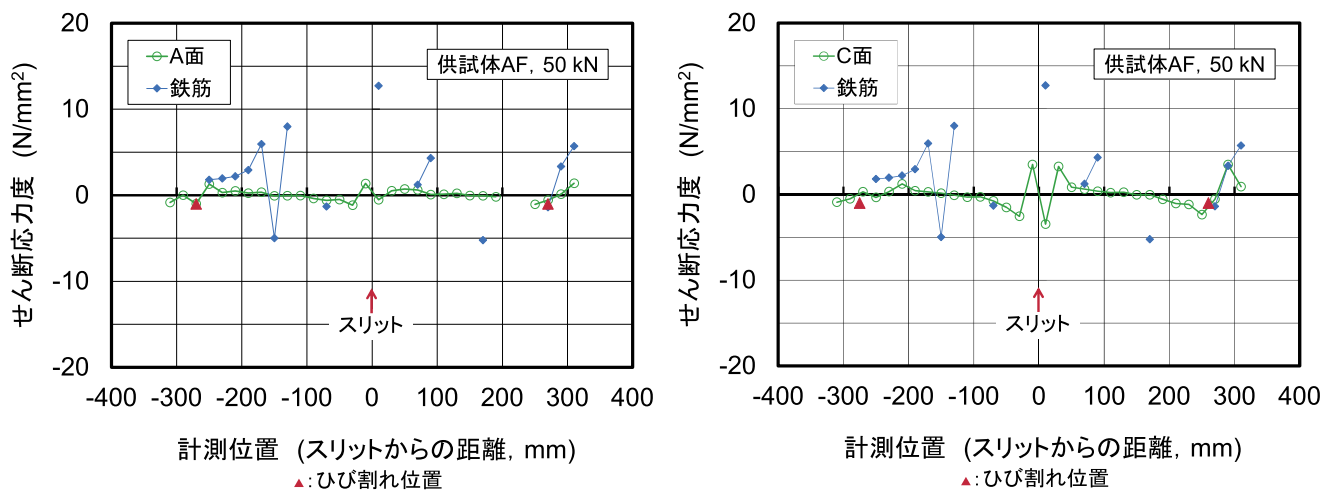 20
10
0
-10
-20
せん断応力度 (N/mm²)
A面
鉄筋
供試体AF, 50 kN
スリット
-400 -300 -200 -100 0 100 200 300 400
計測位置 (スリットからの距離, mm)
▲:ひび割れ位置
20
10
0
-10
-20
せん断応力度 (N/mm²)
C面
鉄筋
供試体AF, 50 kN
スリット
-400 -300 -200 -100 0 100 200 300 400
計測位置 (スリットからの距離, mm)
▲:ひび割れ位置